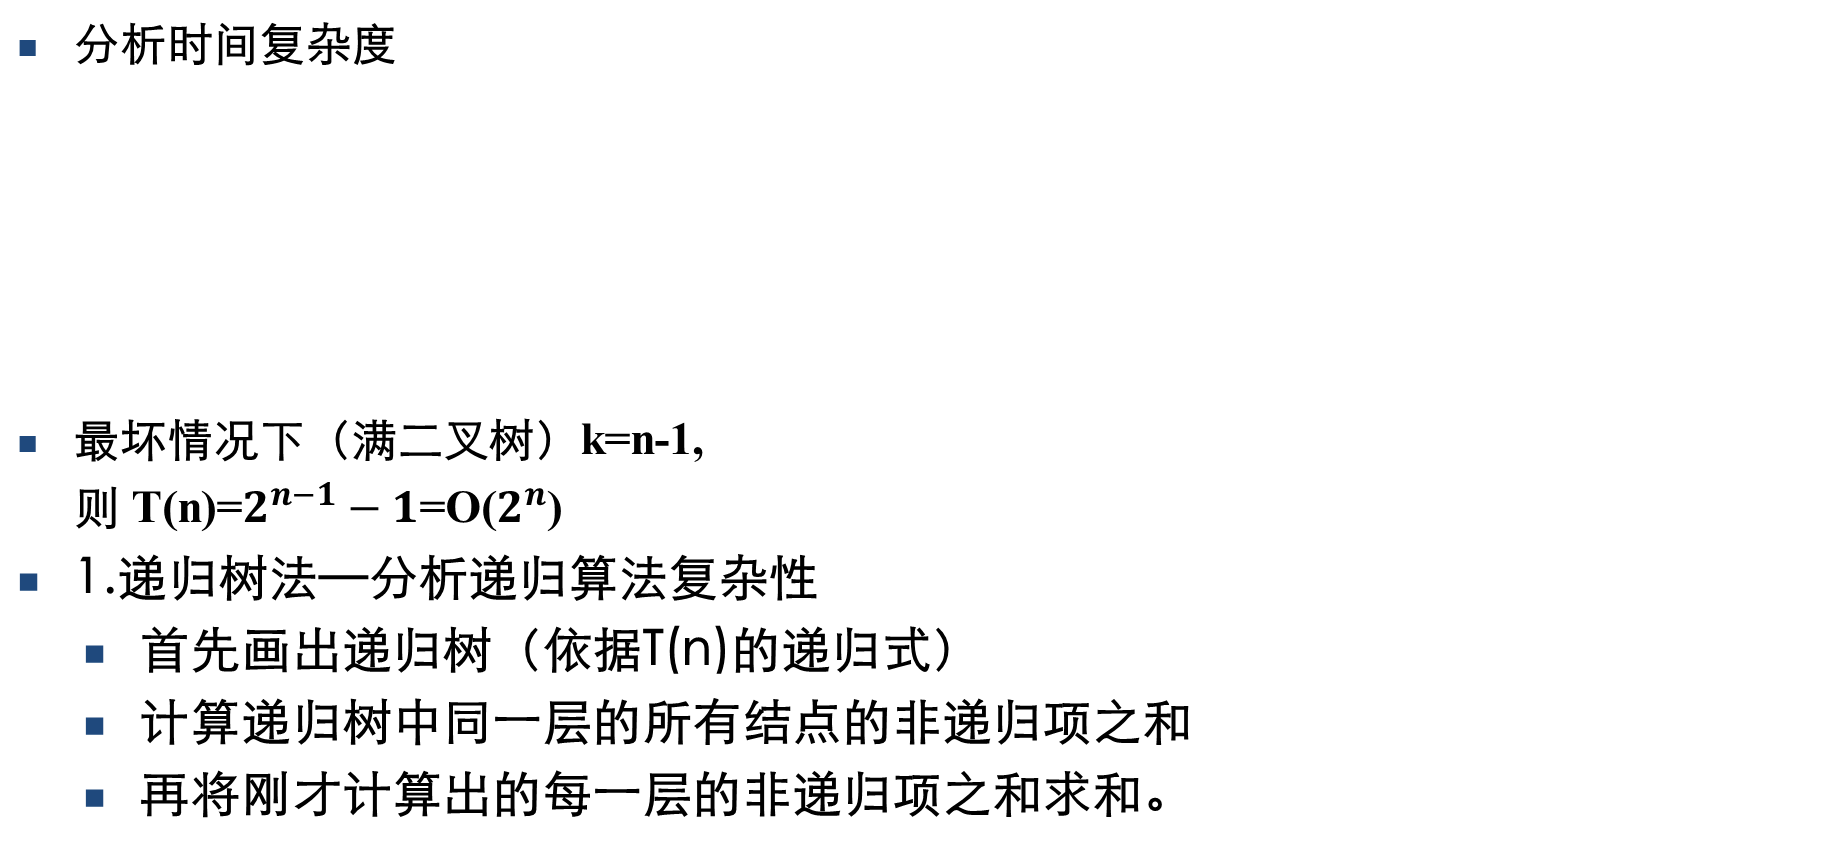 ▪ 分析时间复杂度
▪ 最坏情况下（满二叉树）k=n-1,
则 T(n)=2^{n-1} − 1=O(2^n)
▪ 1.递归树法—分析递归算法复杂性
▪ 首先画出递归树（依据T(n)的递归式）
▪ 计算递归树中同一层的所有结点的非递归项之和
▪ 再将刚才计算出的每一层的非递归项之和求和。